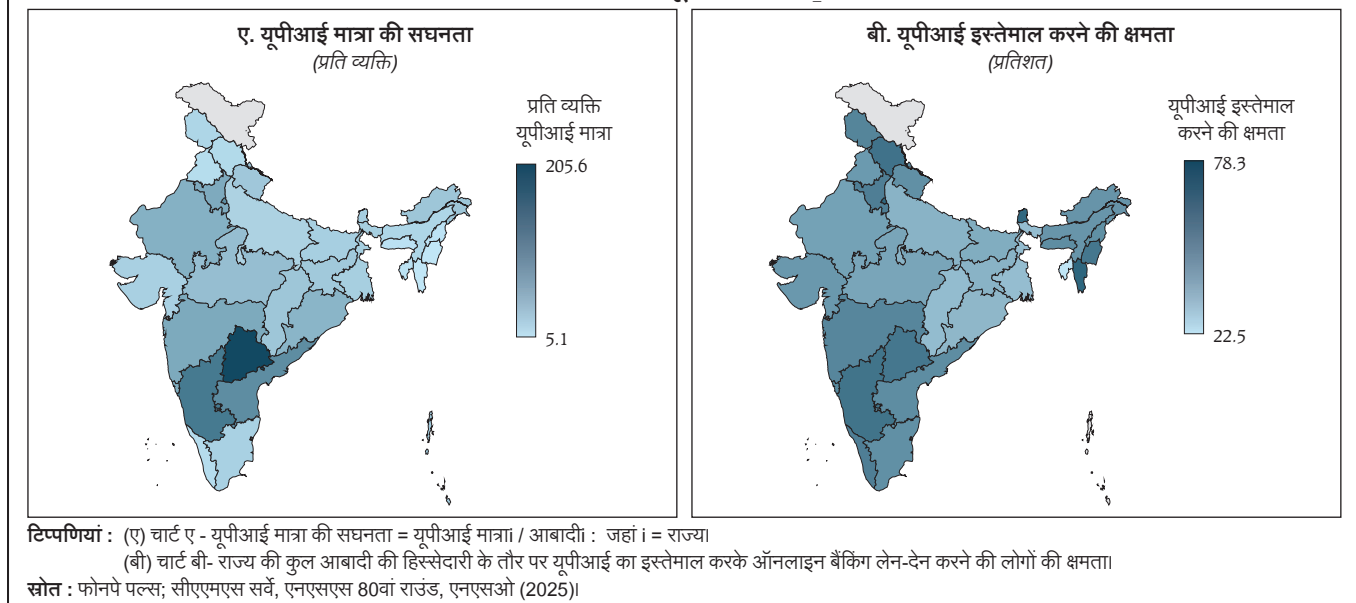 ए. यूपीआई मात्रा की सघनता
(प्रति व्यक्ति)
प्रति व्यक्ति
यूपीआई मात्रा
205.6
5.1
बी. यूपीआई इस्तेमाल करने की क्षमता
(प्रतिशत)
यूपीआई इस्तेमाल
करने की क्षमता
78.3
22.5
टिप्पणियां : (ए) चार्ट ए - यूपीआई मात्रा की सघनता = यूपीआई मात्राi / आबादीi : जहां i = राज्य।
(बी) चार्ट बी- राज्य की कुल आबादी की हिस्सेदारी के तौर पर यूपीआई का इस्तेमाल करके ऑनलाइन बैंकिंग लेन-देन करने की लोगों की क्षमता।
स्रोत : फोनपे पल्स; सीएएमएस सर्वे, एनएसएस 80वां राउंड, एनएसओ (2025)।